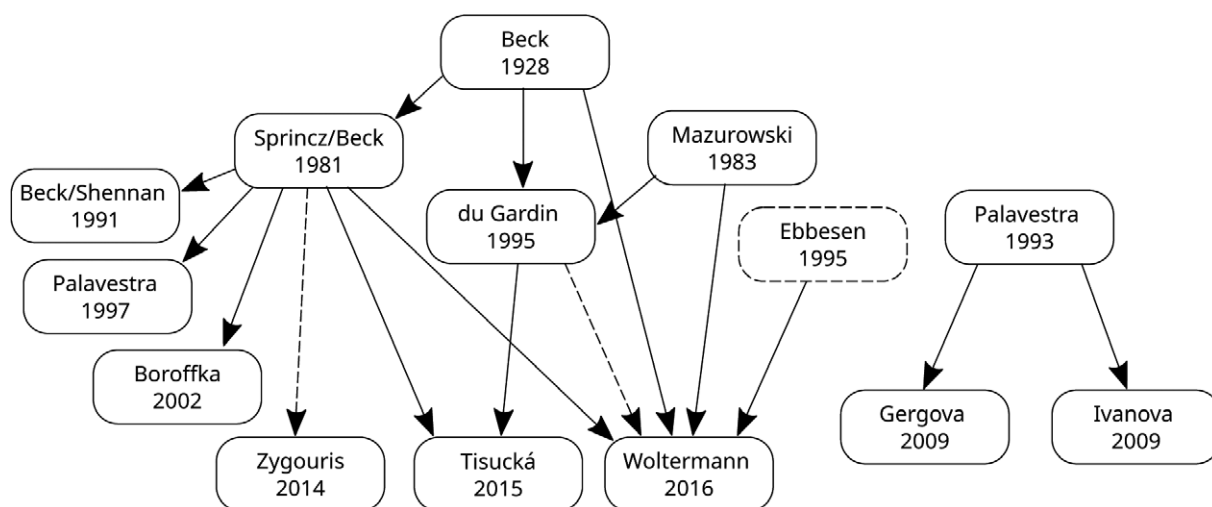 Beck
1928
Sprincz/Beck
1981
Mazurowski
1983
Beck/Shennan
1991
du Gardin
1995
Ebbesen
1995
Palavestra
1993
Palavestra
1997
Boroffka
2002
Gergova
2009
Ivanova
2009
Zygouris
2014
Tisucká
2015
Woltermann
2016